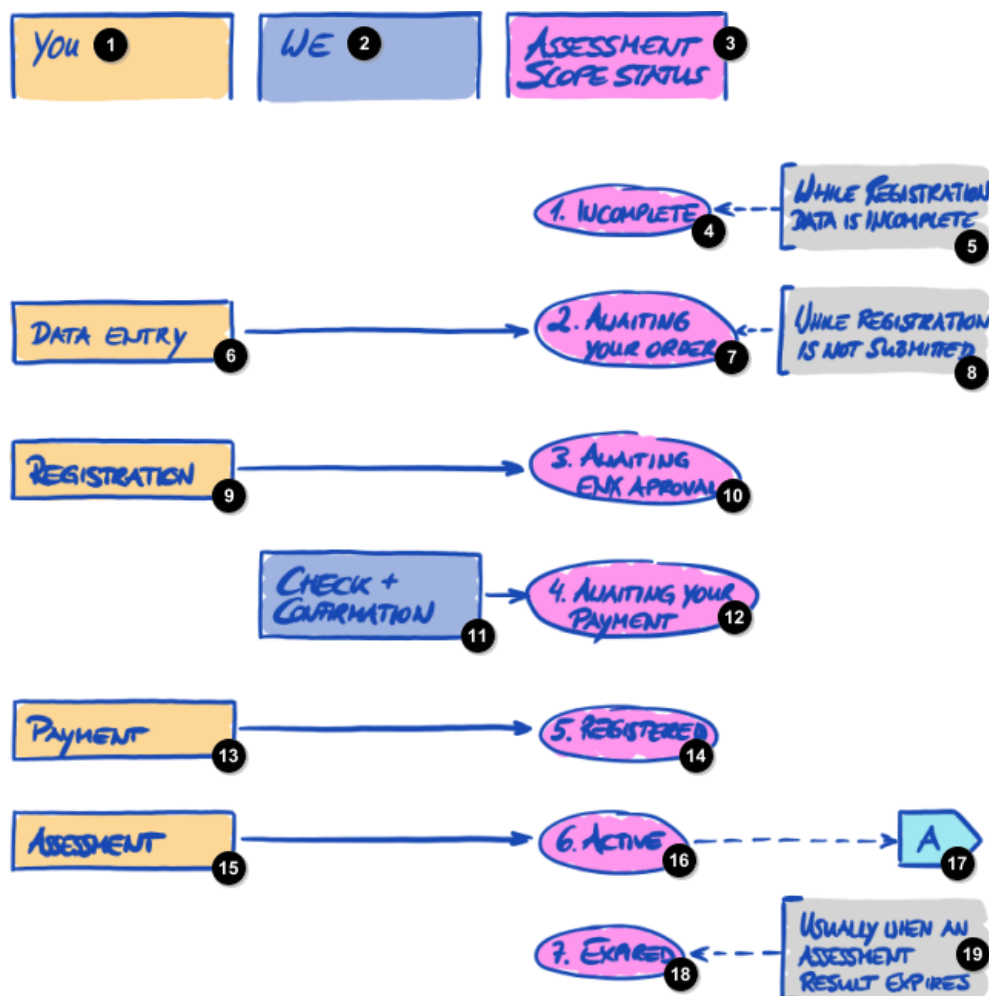 You 1
WE 2
ASSESSMENT 3
SCOPE STATUS
1. INCOMPLETE 4
WHILE REGISTRATION
DATA IS INCOMPLETE 5
DATA ENTRY 6
2. AWAITING
YOUR ORDER 7
WHILE REGISTRATION
IS NOT SUBMITTED 8
REGISTRATION 9
3. AWAITING
ENX APROVAL 10
CHECK +
CONFIRMATION 11
4. AWAITING YOUR
PAYMENT 12
PAYMENT 13
5. REGISTERED 14
ASSESSMENT 15
6. ACTIVE 16
A 17
7. EXPIRED 18
USUALLY WHEN AN
ASSESSMENT 19
RESULT EXPIRES